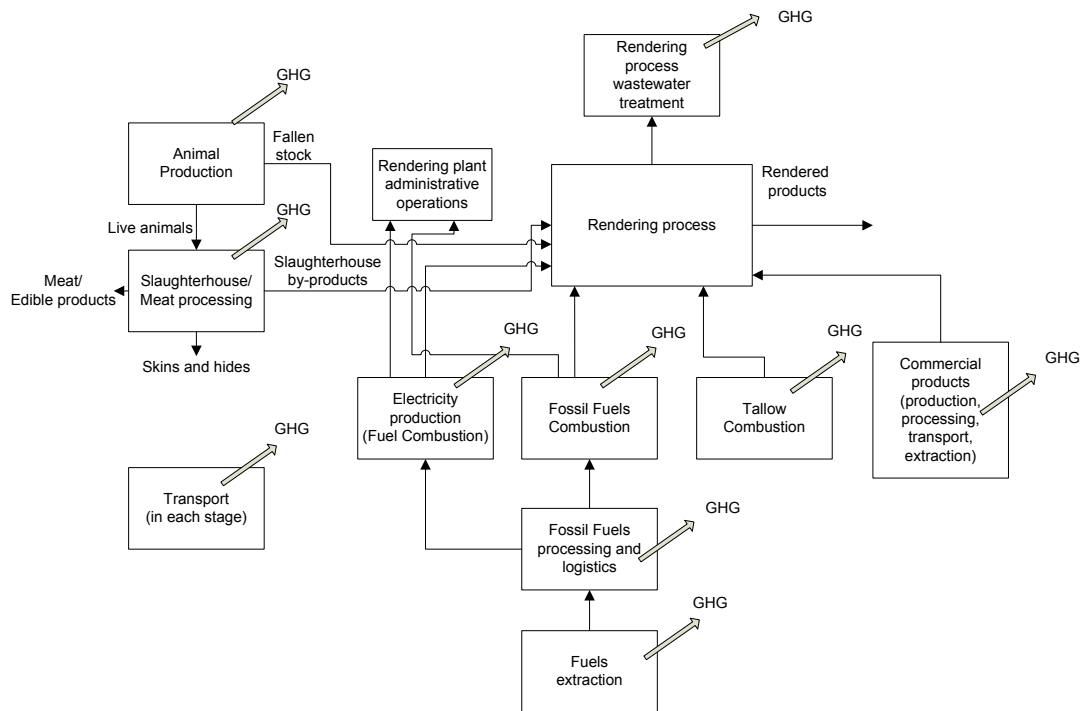 GHG
Rendering
process
wastewater
treatment
GHG
Animal
Production
Fallen
stock
Rendering plant
administrative
operations
Rendering process
Rendered
products
Live animals
GHG
Meat/
Edible products
Slaughterhouse/
Meat processing
Slaughterhouse
by-products
Skins and hides
GHG
Electricity
production
(Fuel Combustion)
GHG
Fossil Fuels
Combustion
GHG
Tallow
Combustion
GHG
Commercial
products
(production,
processing,
transport,
extraction)
GHG
Transport
(in each stage)
GHG
Fossil Fuels
processing and
logistics
GHG
Fuels
extraction